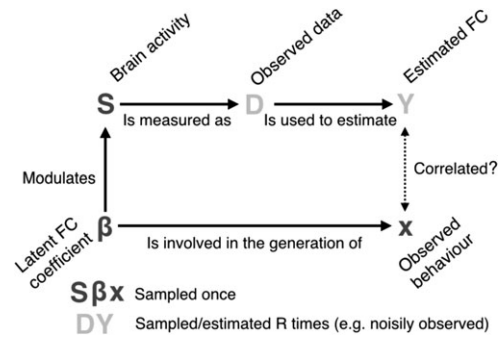 Brain activity
Observed data
Estimated FC
S
D
Y
Is measured as
Is used to estimate
Modulates
Correlated?
β
x
Is involved in the generation of
Latent FC
coefficient
Observed
behaviour
Sβx Sampled once
DY Sampled/estimated R times (e.g. noisily observed)